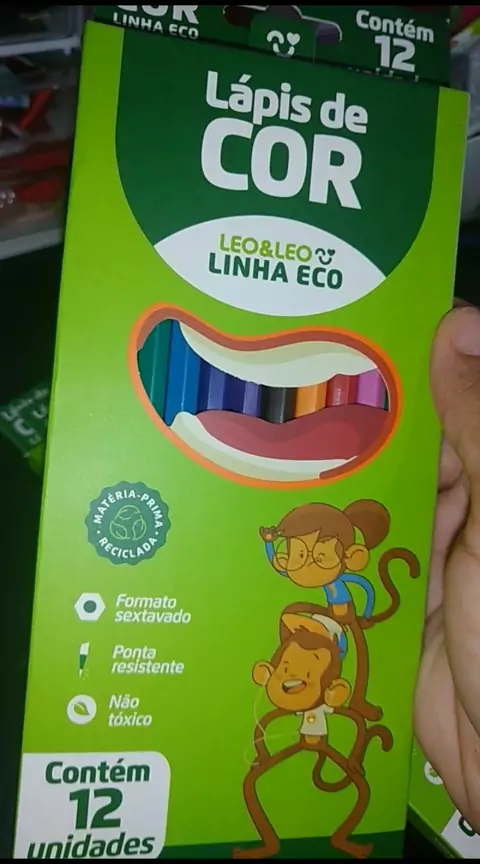 COR
LINHA ECO
Contém
12
Lápis de
COR
LEO&LEO
LINHA ECO
MATÉRIA-PRIMA
RECICLADA
Formato
sextavado
Ponta
resistente
Não
tóxico
Contém
12
unidades